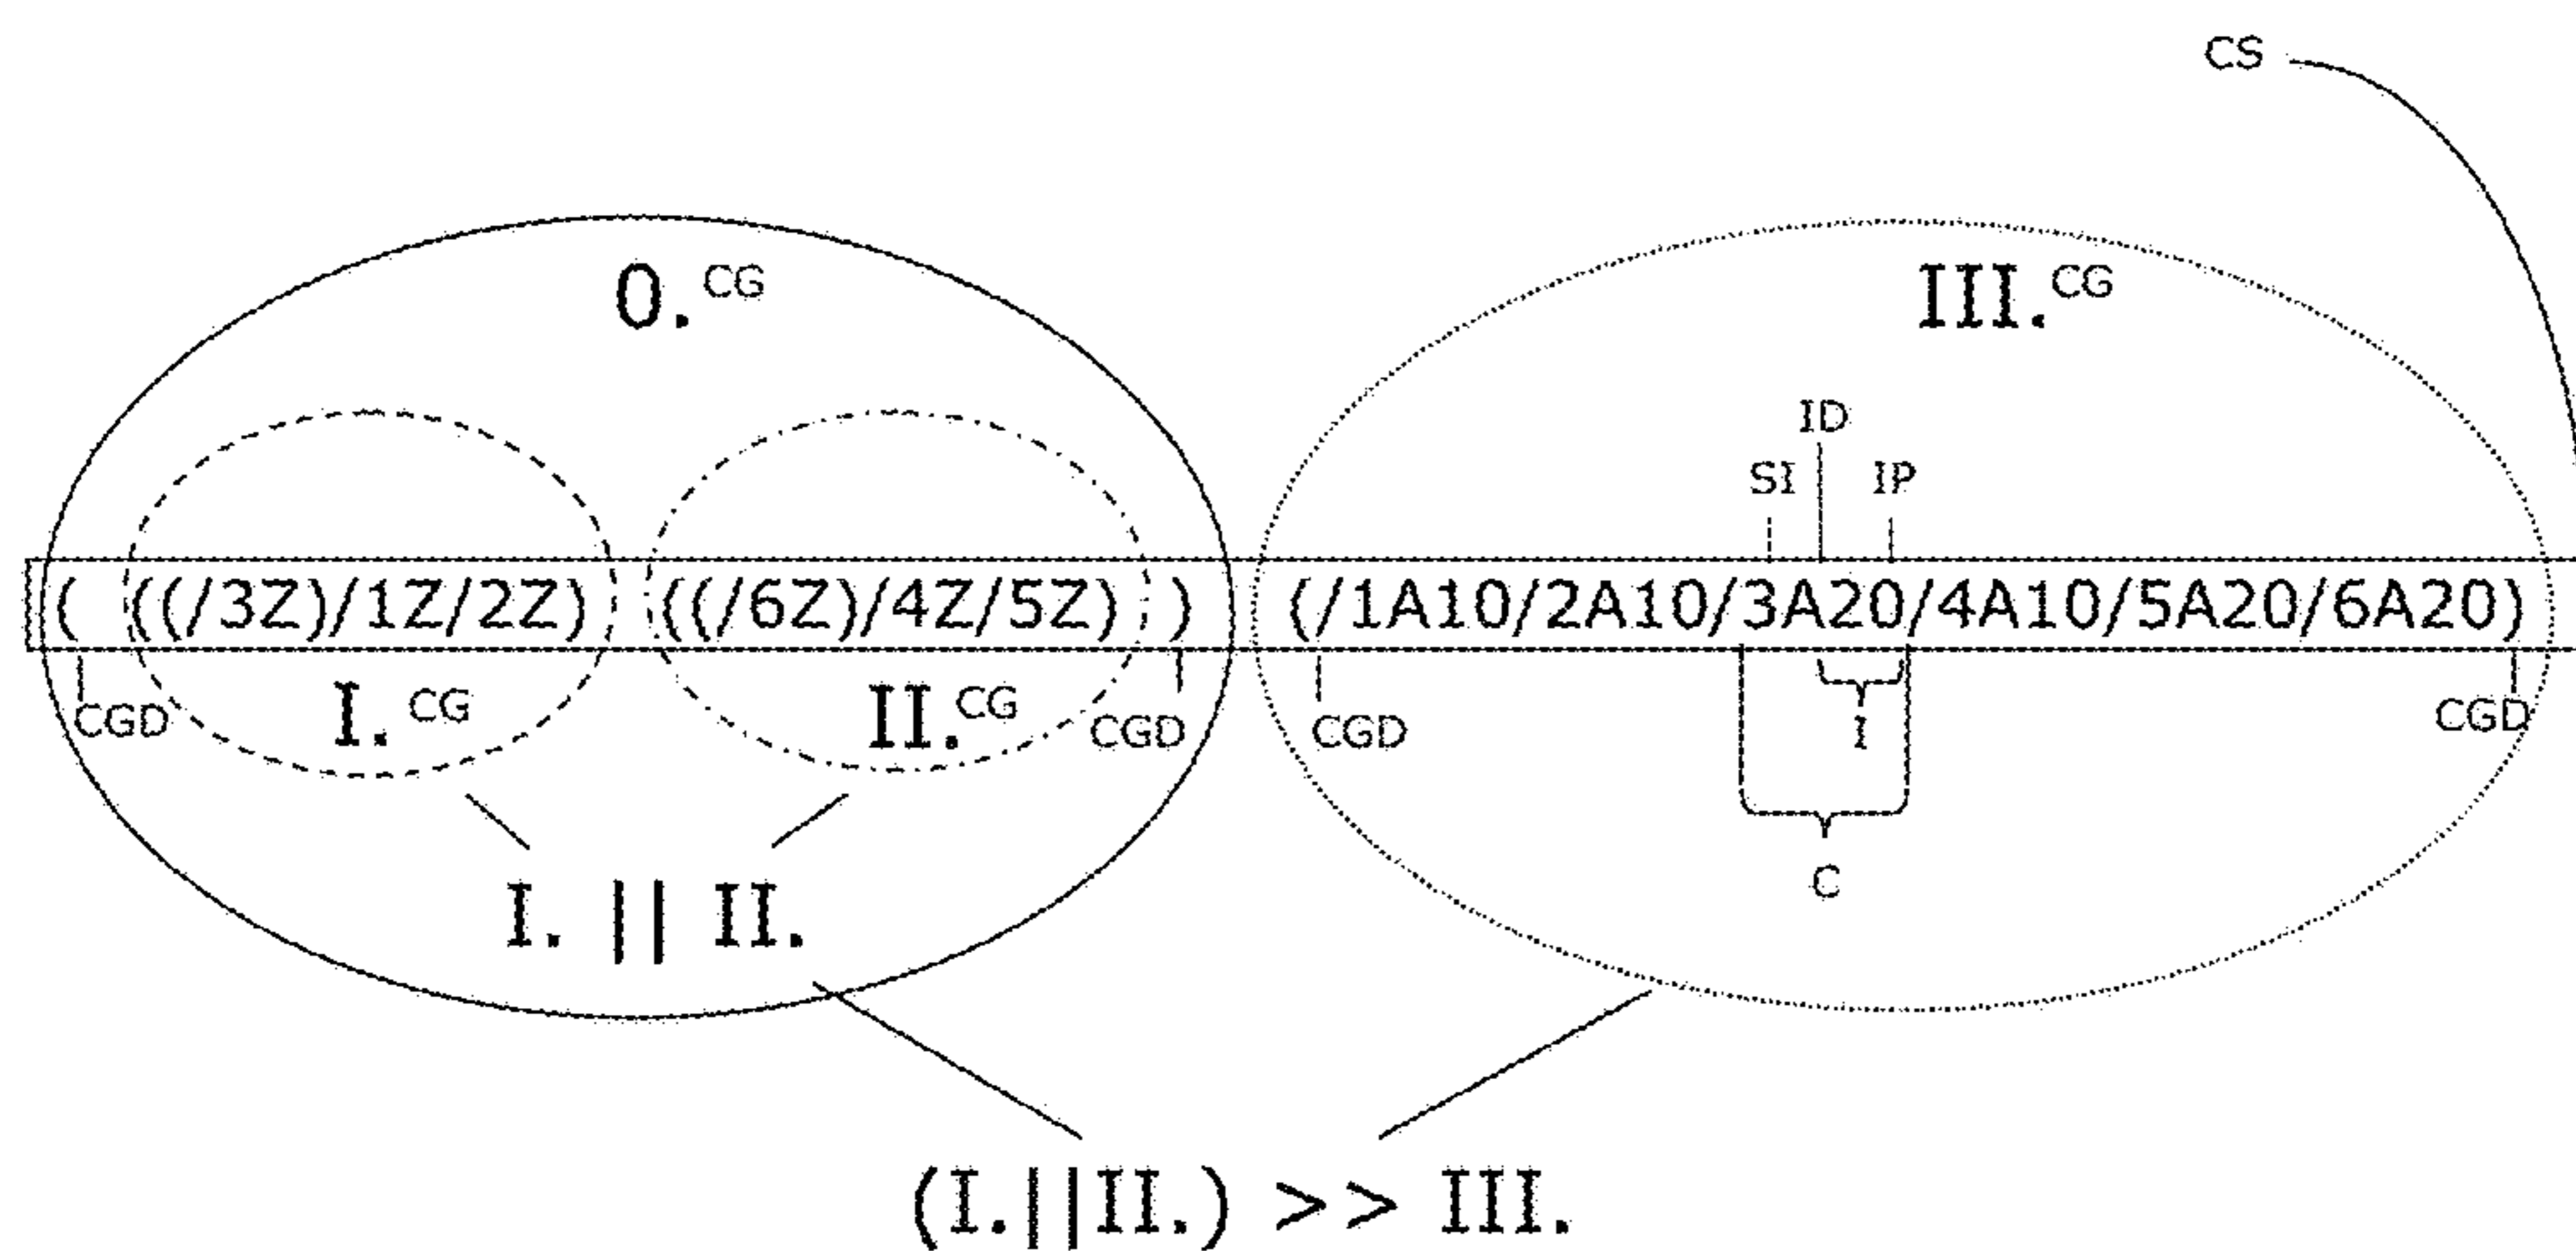 CS
0.CG III.CG
ID
SI IP
( ((/3Z)/1Z/2Z) ((/6Z)/4Z/5Z) ) (/1A10/2A10/3A20/4A10/5A20/6A20)
CGD I.CG II.CG CGD CGD I CGD
C
I. || II.
(I.||II.) >> III.